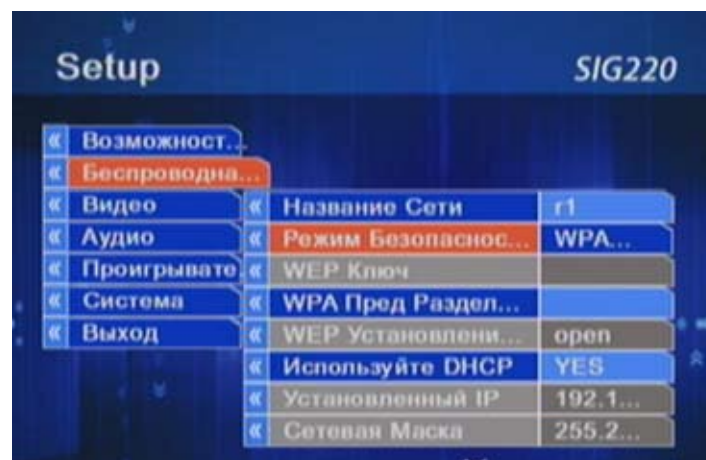 Setup
SIG220
Возможност...
Беспроводна...
Видео
Название Сети r1
Аудио
Режим Безопаснос... WPA...
Проигрывате.
WEP Ключ
Система
WPA Пред Раздел...
Выход
WEP Установлени... open
Используйте DHCP YES
Установленный IP 192.1...
Сетевая Маска 255.2...